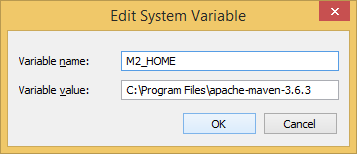 Edit System Variable
Variable name: M2_HOME
Variable value: C:\Program Files\apache-maven-3.6.3
OK Cancel